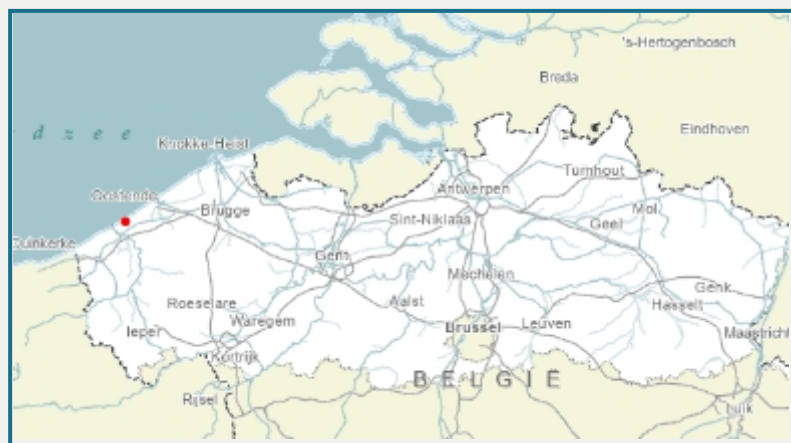 's-Hertogenbosch
Breda
d z e e
Eindhoven
Knokke-Heist
Turnhout
Oostende
Antwerpen
Brugge
Mol
Sint-Niklaas
Geel
Duinkerke
Gent
Mechelen
Genk
Roeselare
Aalst
Hasselt
Waregem
Brussel
Leuven
Ieper
Maastricht
Kortrijk
BELGIË
Rijsel
Luik